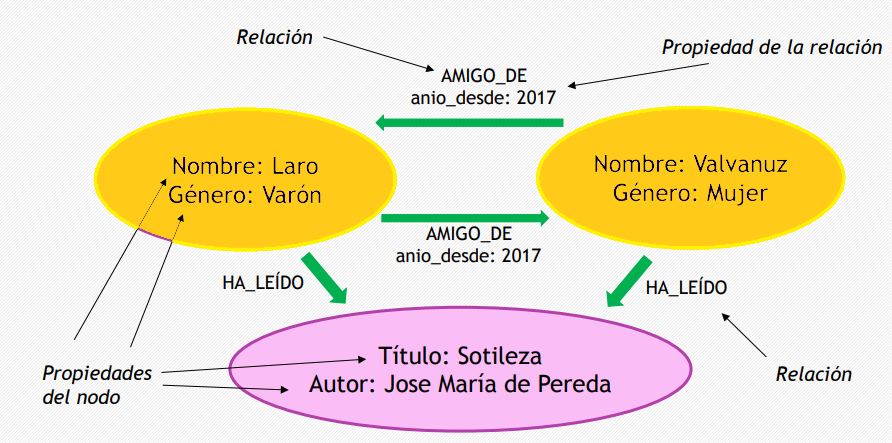 Relación
Propiedad de la relación
AMIGO_DE
anio_desde: 2017
Nombre: Laro
Género: Varón
Nombre: Valvanuz
Género: Mujer
AMIGO_DE
anio_desde: 2017
HA_LEÍDO
HA_LEÍDO
Título: Sotileza
Autor: Jose María de Pereda
Propiedades
del nodo
Relación